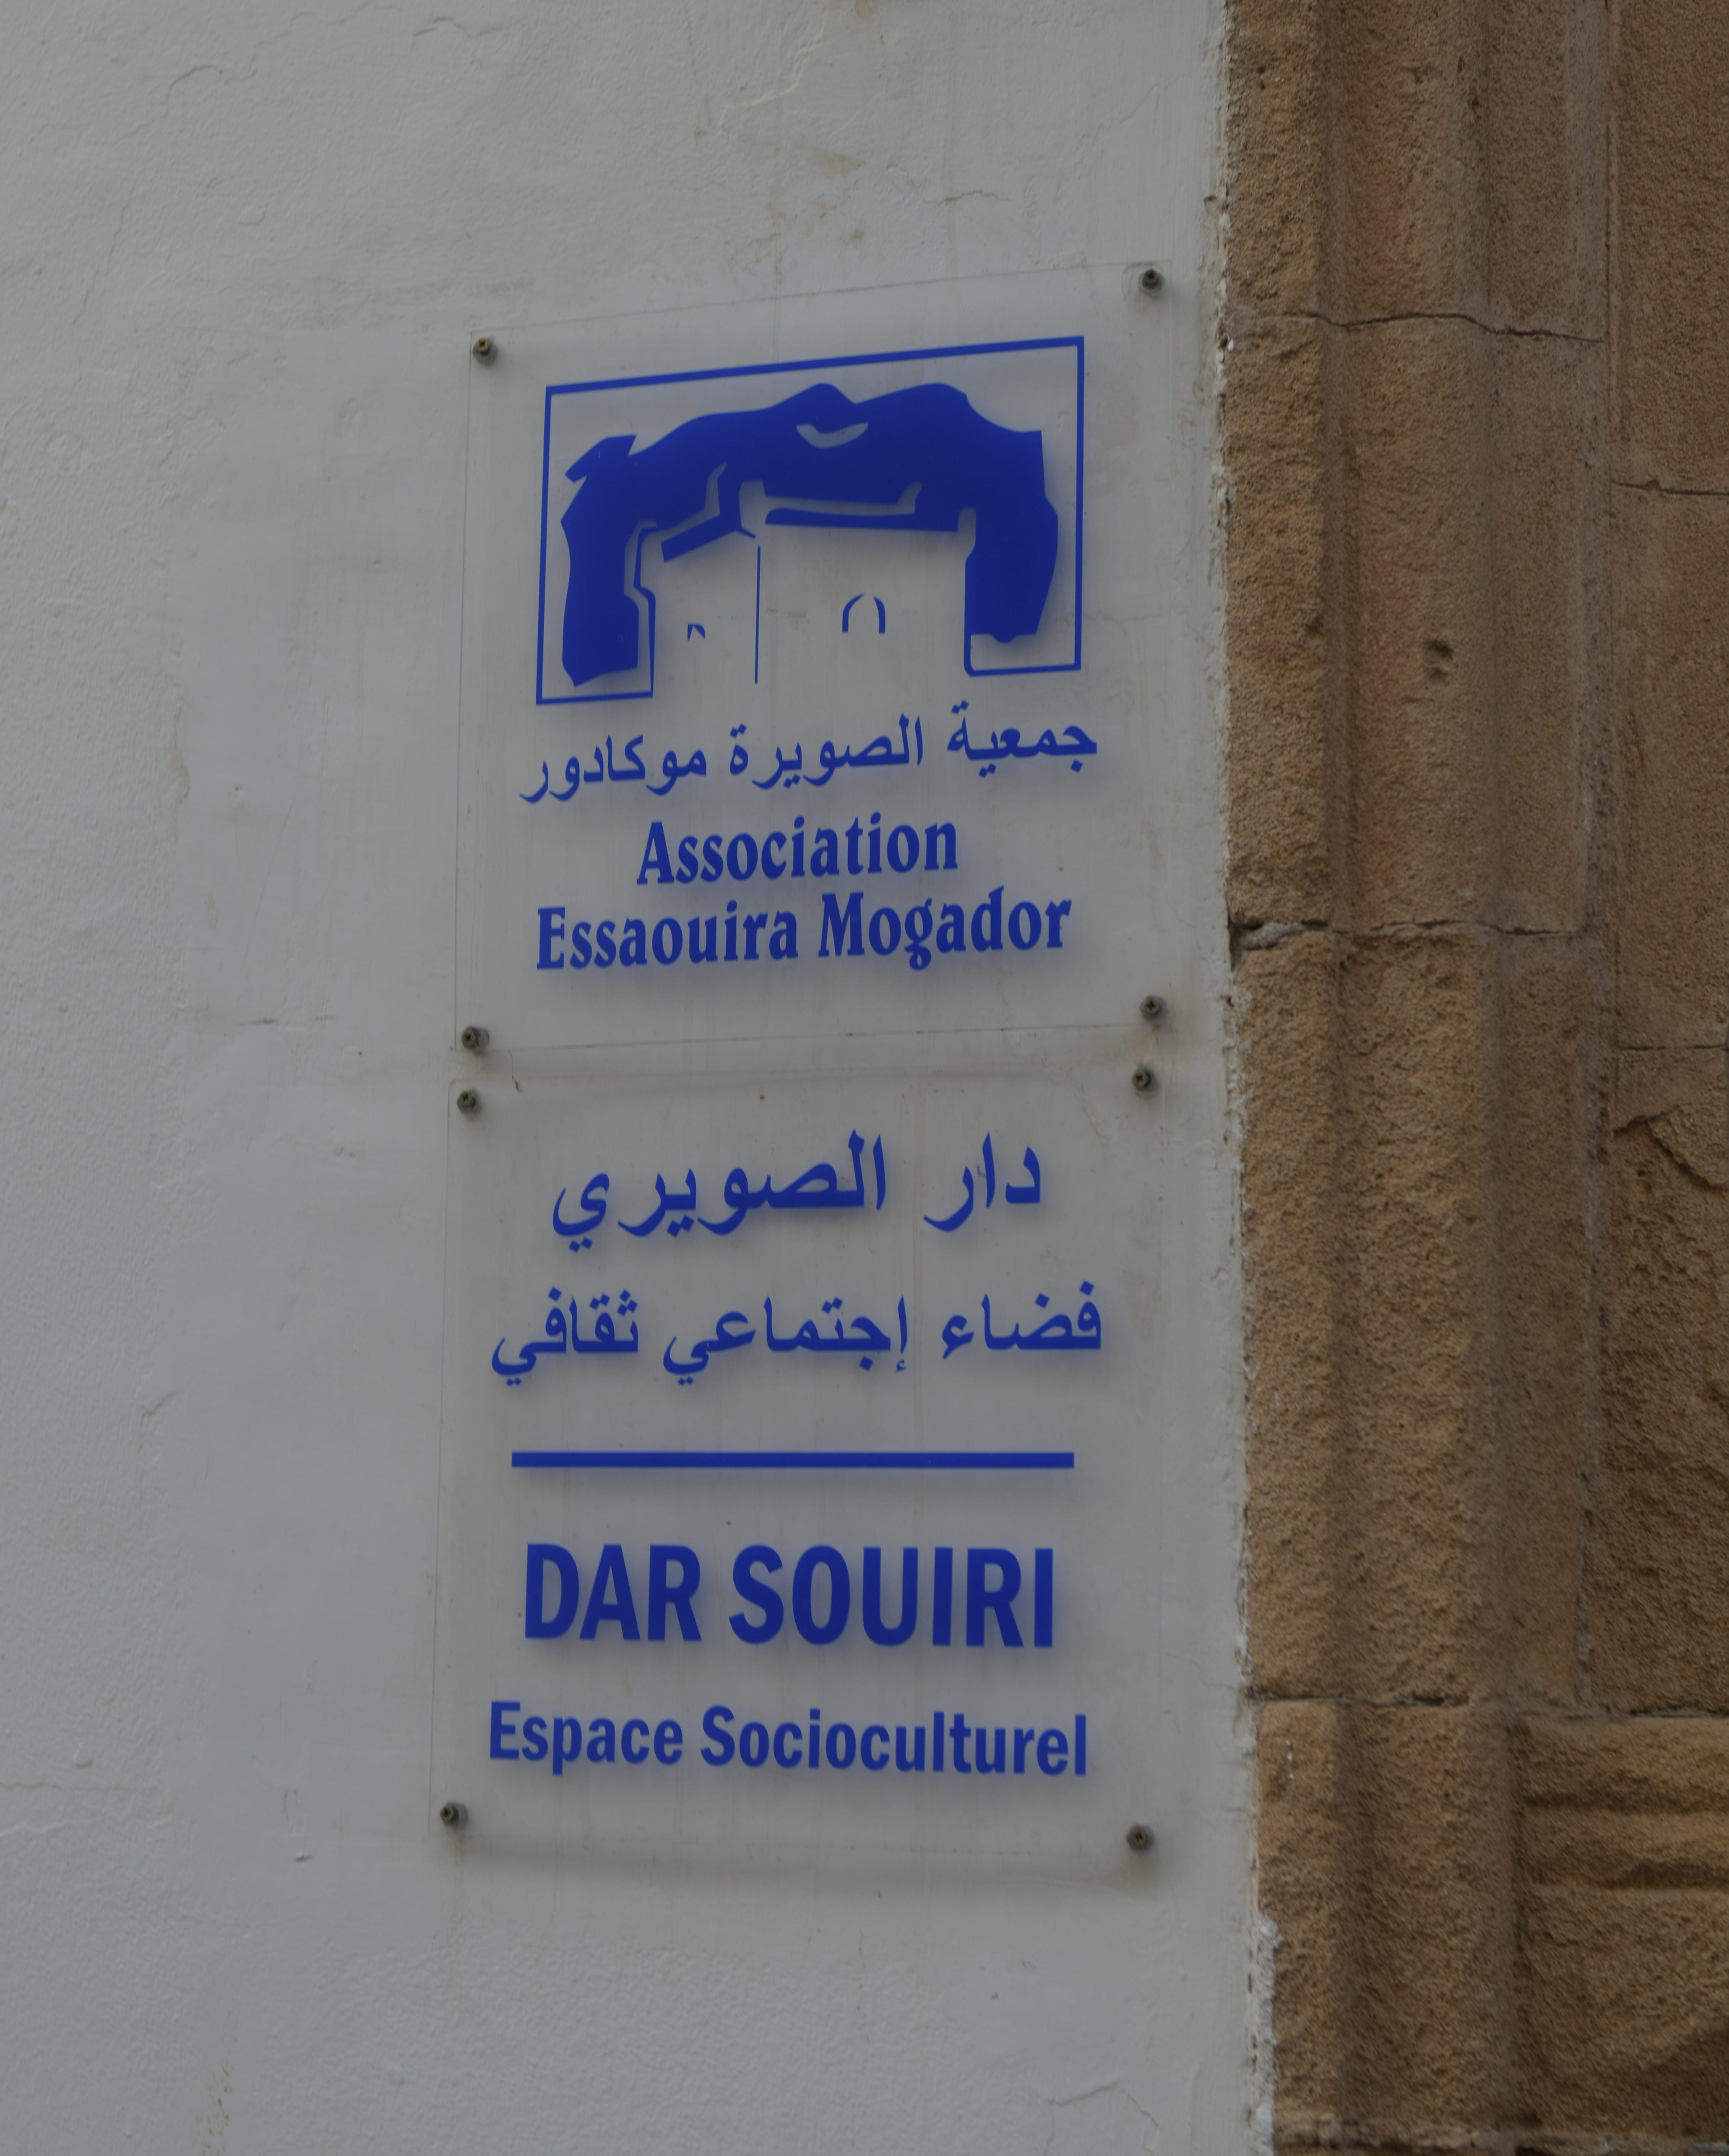 جمعية الصويرة موكادور
Association
Essaouira Mogador
دار الصويري
فضاء إجتماعي ثقافي
DAR SOUIRI
Espace Socioculturel